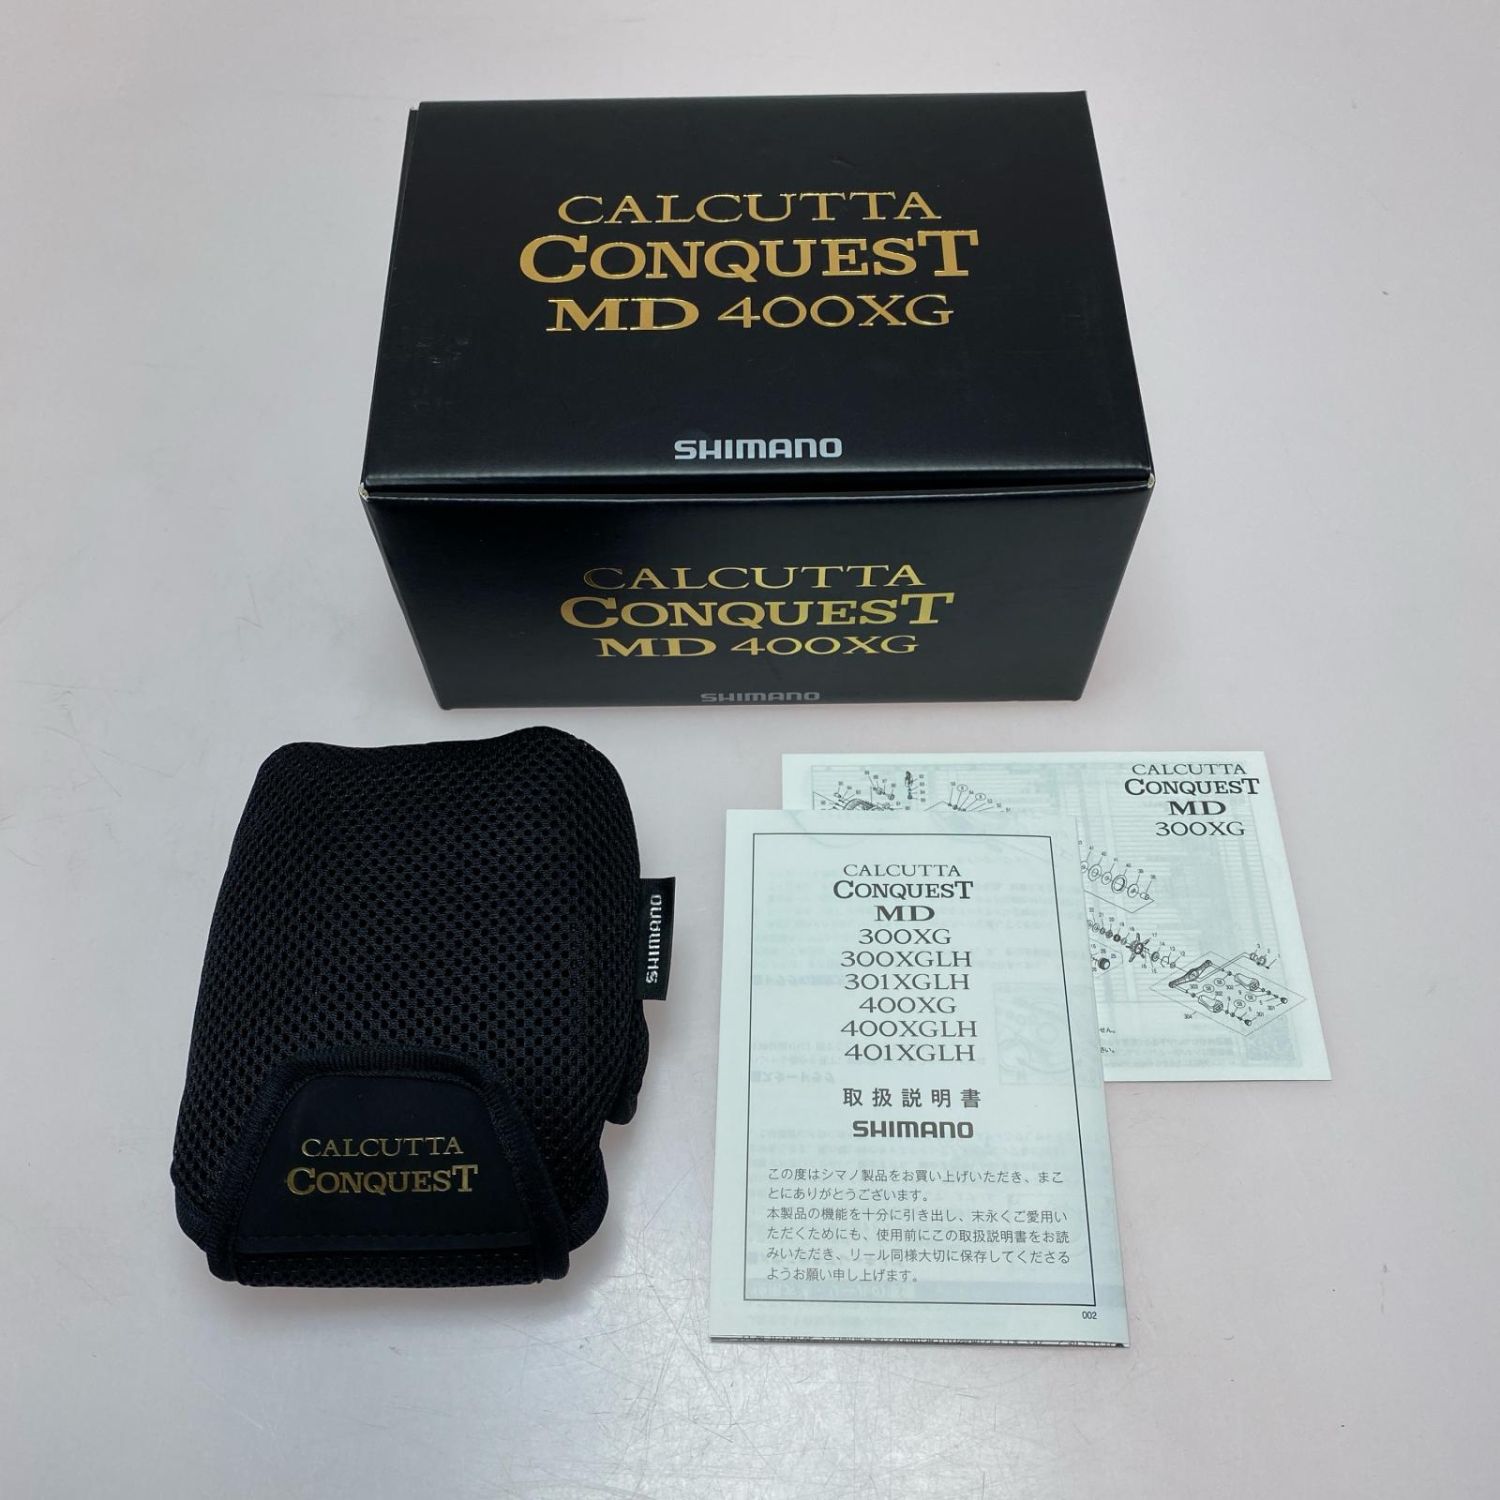 CALCUTTA
CONQUEST
MD 400XG
SHIMANO
CALCUTTA
CONQUEST
MD 400XG
SHIMANO
SHIMANO
CALCUTTA
CONQUEST
CALCUTTA
CONQUEST
MD
300XG
CALCUTTA
CONQUEST
MD
300XG
300XGLH
301XGLH
400XG
400XGLH
401XGLH
取扱説明書
SHIMANO
この度はシマノ製品をお買い上げいただき、まこ
とにありがとうございます。
本製品の機能を十分に引き出し、末永くご愛用い
ただくためにも、使用前にこの取扱説明書をお読
みいただき、リール同様大切に保存してくださる
ようお願い申し上げます。
002